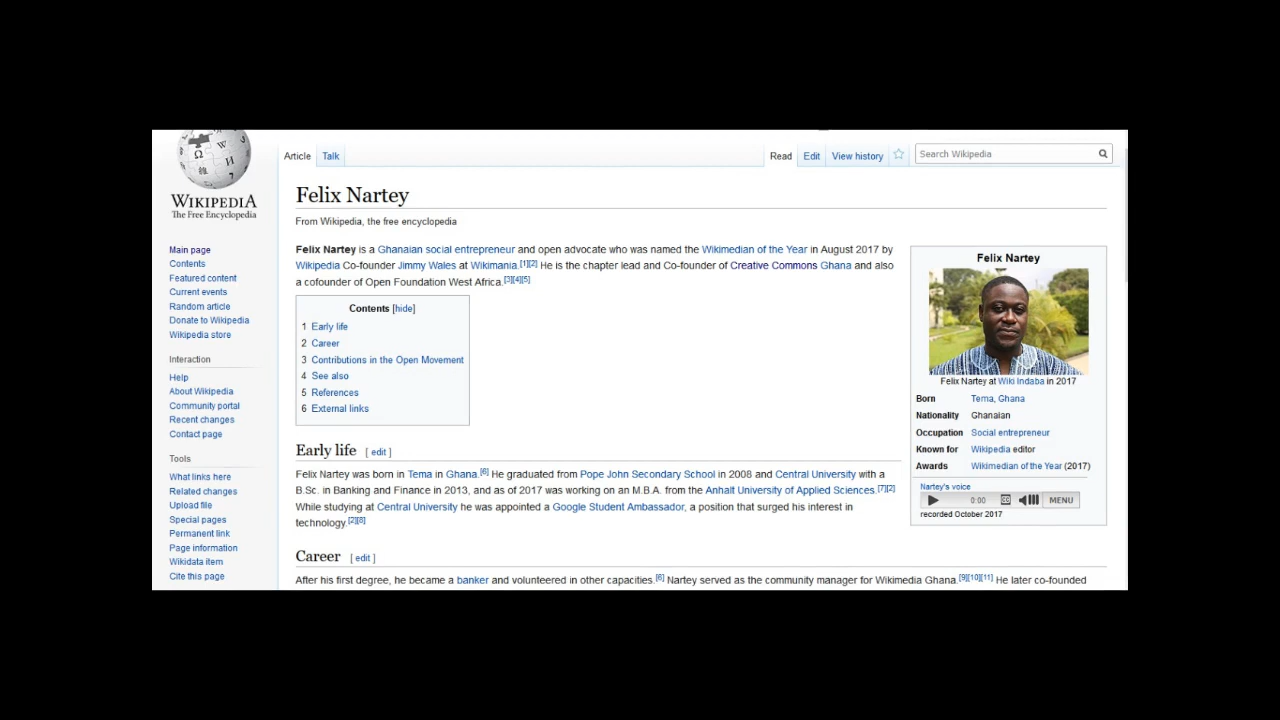 WIKIPEDIA
The Free Encyclopedia
Main page
Contents
Featured content
Current events
Random article
Donate to Wikipedia
Wikipedia store
Interaction
Help
About Wikipedia
Community portal
Recent changes
Contact page
Tools
What links here
Related changes
Upload file
Special pages
Permanent link
Page information
Wikidata item
Cite this page
Article Talk
Read Edit View history Search Wikipedia
Felix Nartey
From Wikipedia, the free encyclopedia
Felix Nartey is a Ghanaian social entrepreneur and open advocate who was named the Wikimedian of the Year in August 2017 by
Wikipedia Co-founder Jimmy Wales at Wikimania.[1][2] He is the chapter lead and Co-founder of Creative Commons Ghana and also
a cofounder of Open Foundation West Africa.[3][4][5]
Contents [hide]
1 Early life
2 Career
3 Contributions in the Open Movement
4 See also
5 References
6 External links
Early life [ edit ]
Felix Nartey was born in Tema in Ghana.[6] He graduated from Pope John Secondary School in 2008 and Central University with a
B.Sc. in Banking and Finance in 2013, and as of 2017 was working on an M.B.A. from the Anhalt University of Applied Sciences.[7][2]
While studying at Central University he was appointed a Google Student Ambassador, a position that surged his interest in
technology.[2][8]
Career [ edit ]
After his first degree, he became a banker and volunteered in other capacities.[6] Nartey served as the community manager for Wikimedia Ghana.[9][10][11] He later co-founded
Felix Nartey
Felix Nartey at Wiki Indaba in 2017
Born Tema, Ghana
Nationality Ghanaian
Occupation Social entrepreneur
Known for Wikipedia editor
Awards Wikimedian of the Year (2017)
Nartey's voice
0:00 CC MENU
recorded October 2017